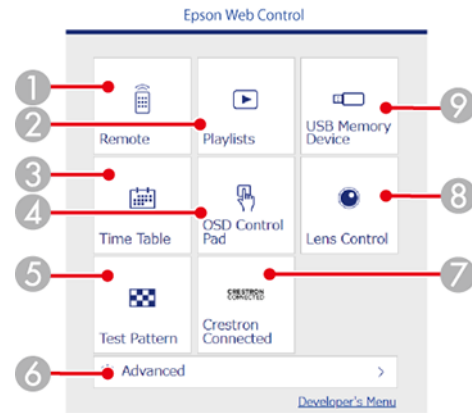 Epson Web Control
1
2
9
Remote
Playlists
USB Memory
Device
3
4
8
Time Table
OSD Control
Pad
Lens Control
5
7
CRESTRON
CONNECTED
Test Pattern
Crestron
Connected
6
Advanced
Developer's Menu